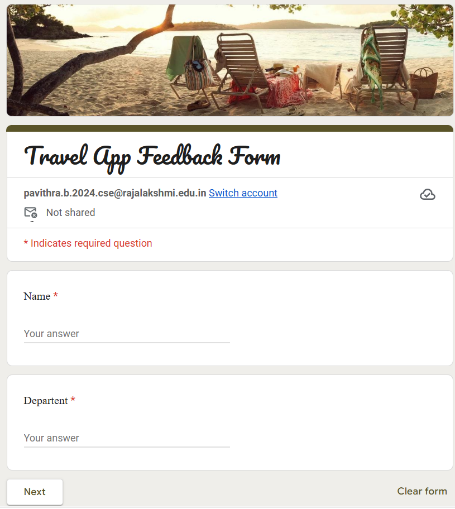 Travel App Feedback Form
pavithra.b.2024.cse@rajalakshmi.edu.in Switch account
Not shared
* Indicates required question
Name *
Your answer
Departent *
Your answer
Next
Clear form